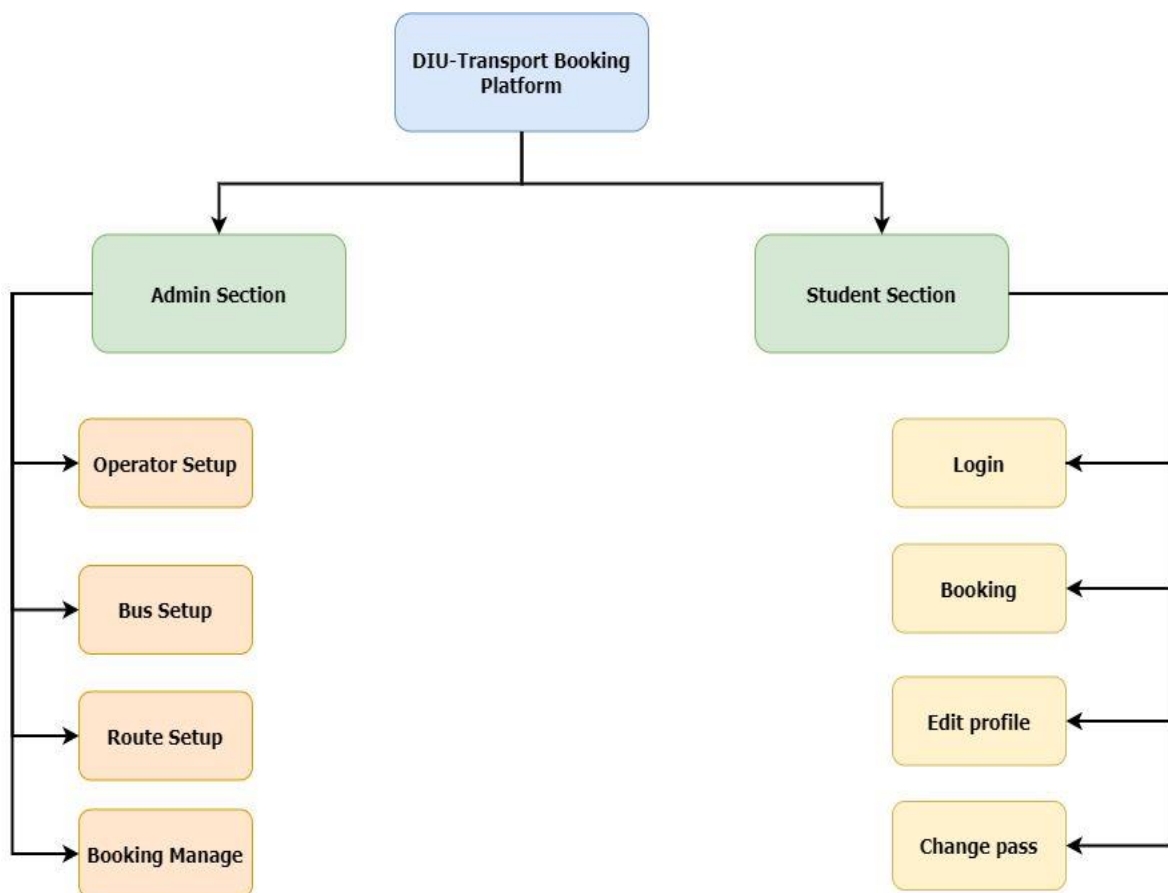 DIU-Transport Booking
Platform
Admin Section
Student Section
Operator Setup
Login
Bus Setup
Booking
Route Setup
Edit profile
Booking Manage
Change pass